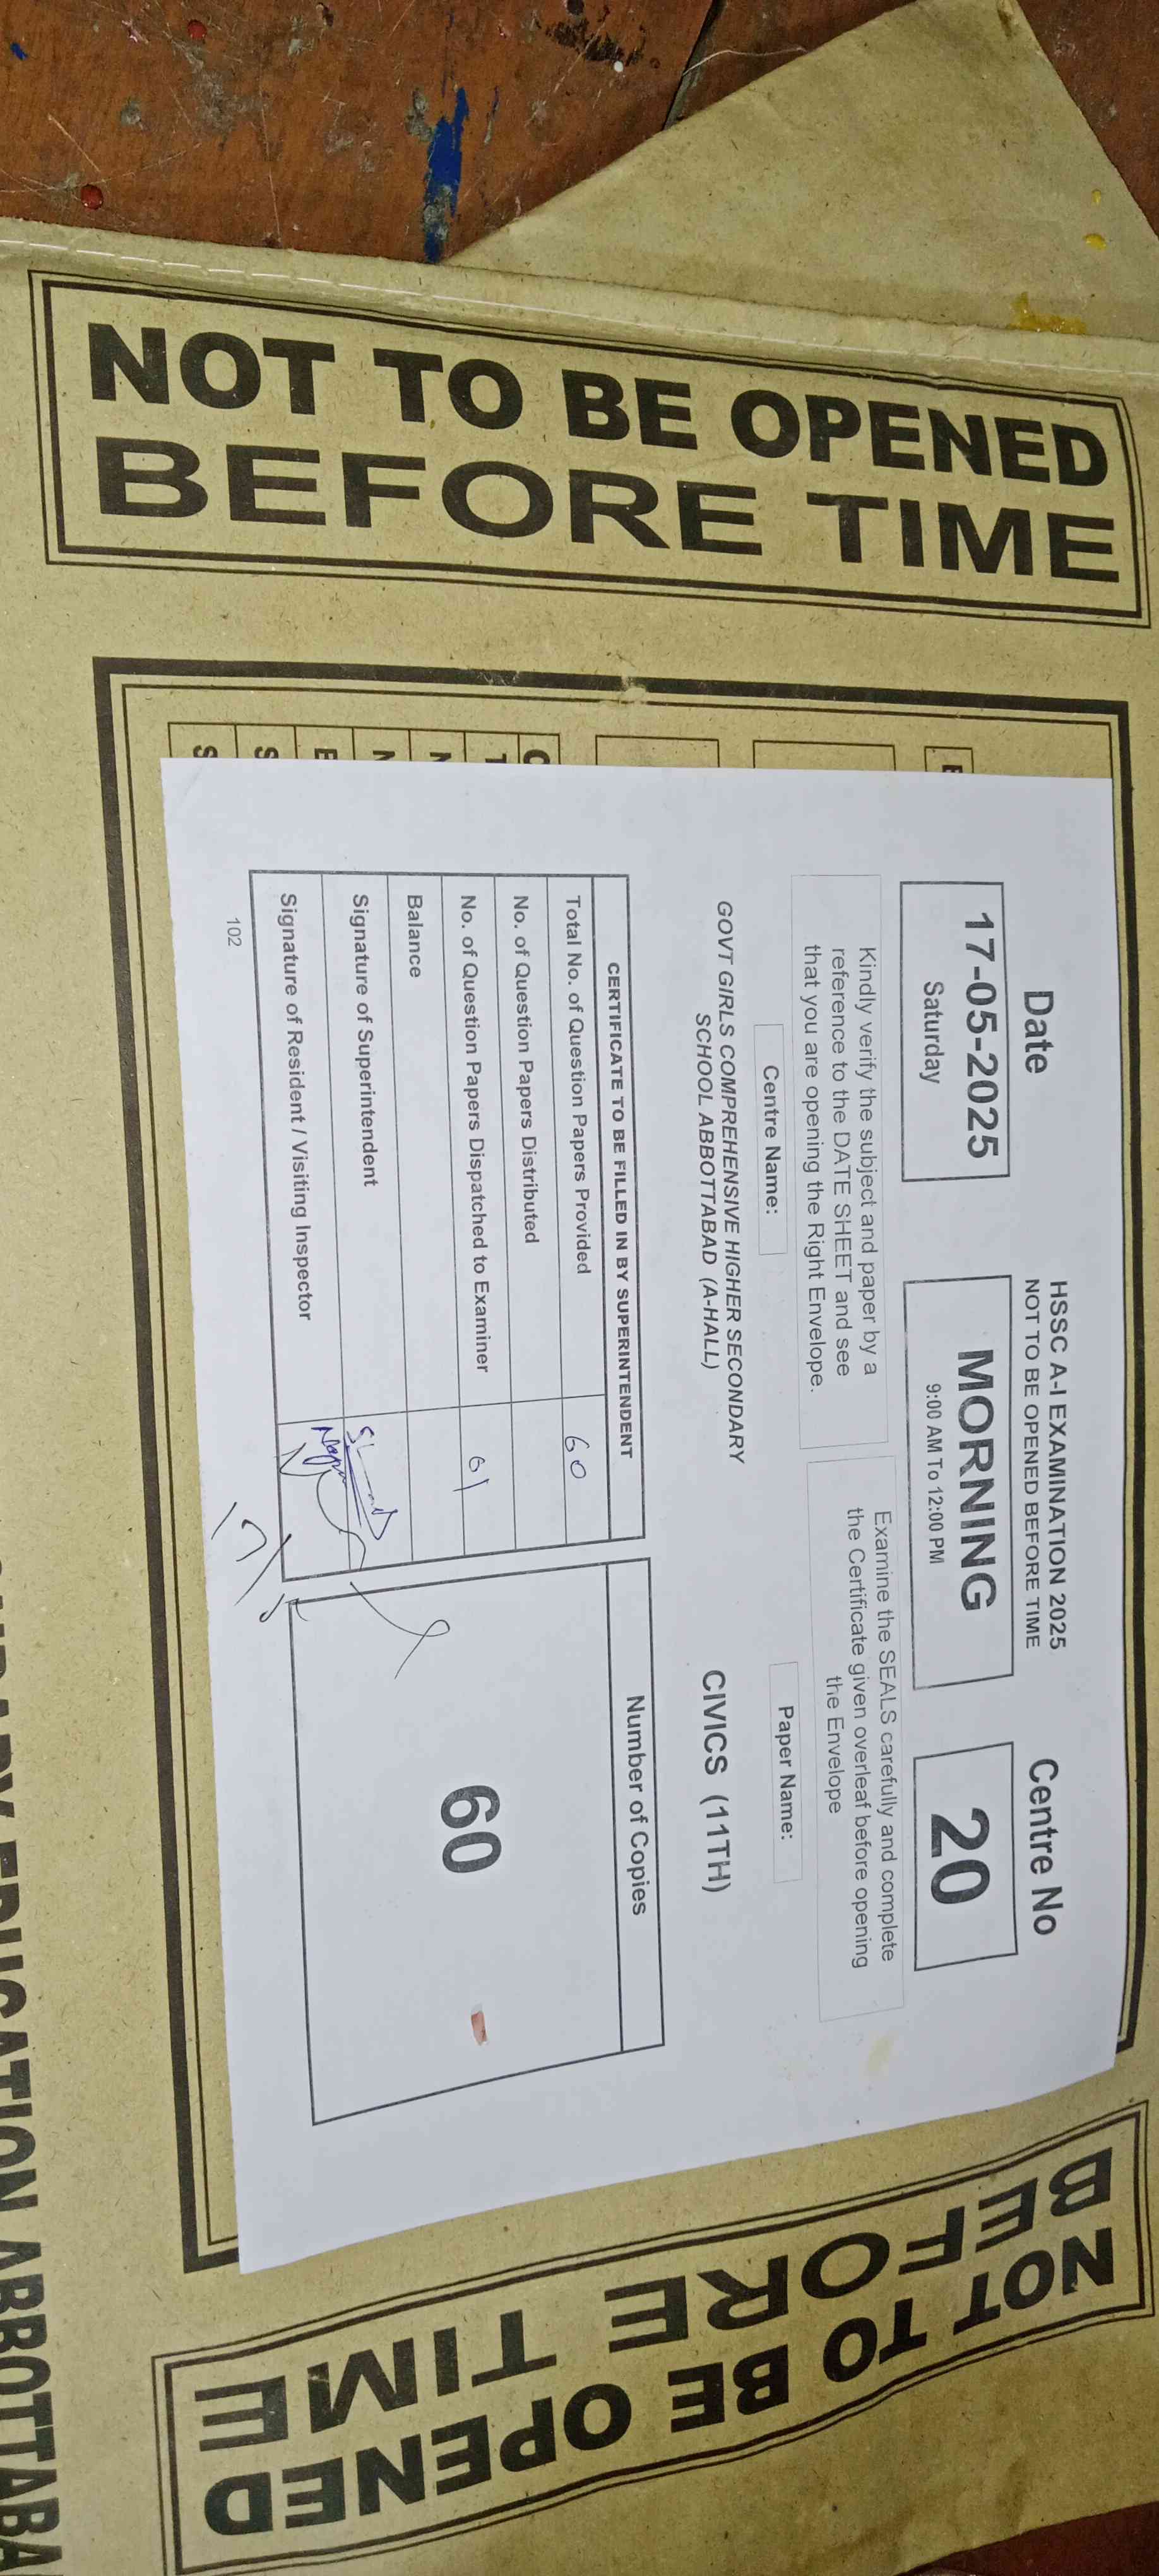 NOT TO BE OPENED
BEFORE TIME
HSSC A-I EXAMINATION 2025
NOT TO BE OPENED BEFORE TIME
Date
17-05-2025
Saturday
MORNING
9:00 AM To 12:00 PM
Centre No
20
Kindly verify the subject and paper by a
reference to the DATE SHEET and see
that you are opening the Right Envelope.
Examine the SEALS carefully and complete
the Certificate given overleaf before opening
the Envelope
Centre Name:
GOVT GIRLS COMPREHENSIVE HIGHER SECONDARY
SCHOOL ABBOTTABAD (A-HALL)
Paper Name:
CIVICS (11TH)
CERTIFICATE TO BE FILLED IN BY SUPERINTENDENT
Total No. of Question Papers Provided 60
No. of Question Papers Distributed
No. of Question Papers Dispatched to Examiner 01
Balance
Signature of Superintendent
Signature of Resident / Visiting Inspector
102
Number of Copies
60
NOT TO BE OPENED
BEFORE TIME
EDUCATION ABBOTTABA